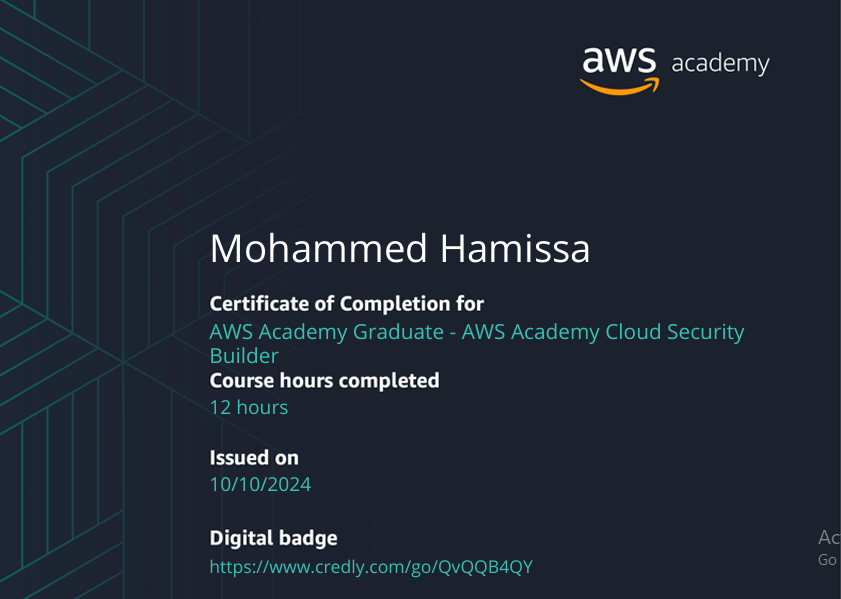 aws academy
Mohammed Hamissa
Certificate of Completion for
AWS Academy Graduate - AWS Academy Cloud Security
Builder
Course hours completed
12 hours
Issued on
10/10/2024
Digital badge
https://www.credly.com/go/QvQQB4QY
Ac
Go